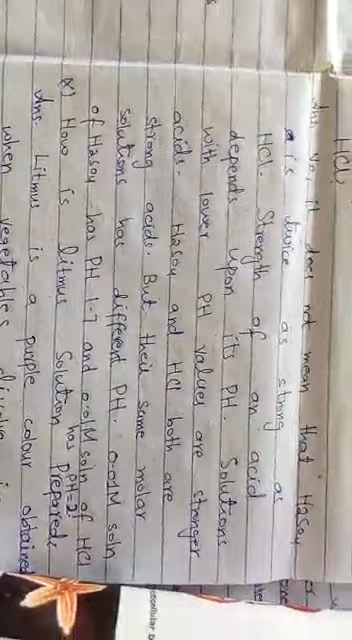 HCl?
Ans. No, it does not mean that H2SO4
is twice as strong as
HCl. Strength of an acid
depends upon its PH. Solutions
with lower PH values are stronger
acids. H2SO4 and HCl both are
strong acids. But their same molar
solutions has different PH. 0.01M soln
of H2SO4 has PH 1.7 and 0.01M soln of HCl
has PH=2.
Q) How is litmus solution prepared?
Ans. Litmus is a purple colour obtained
when vegetables